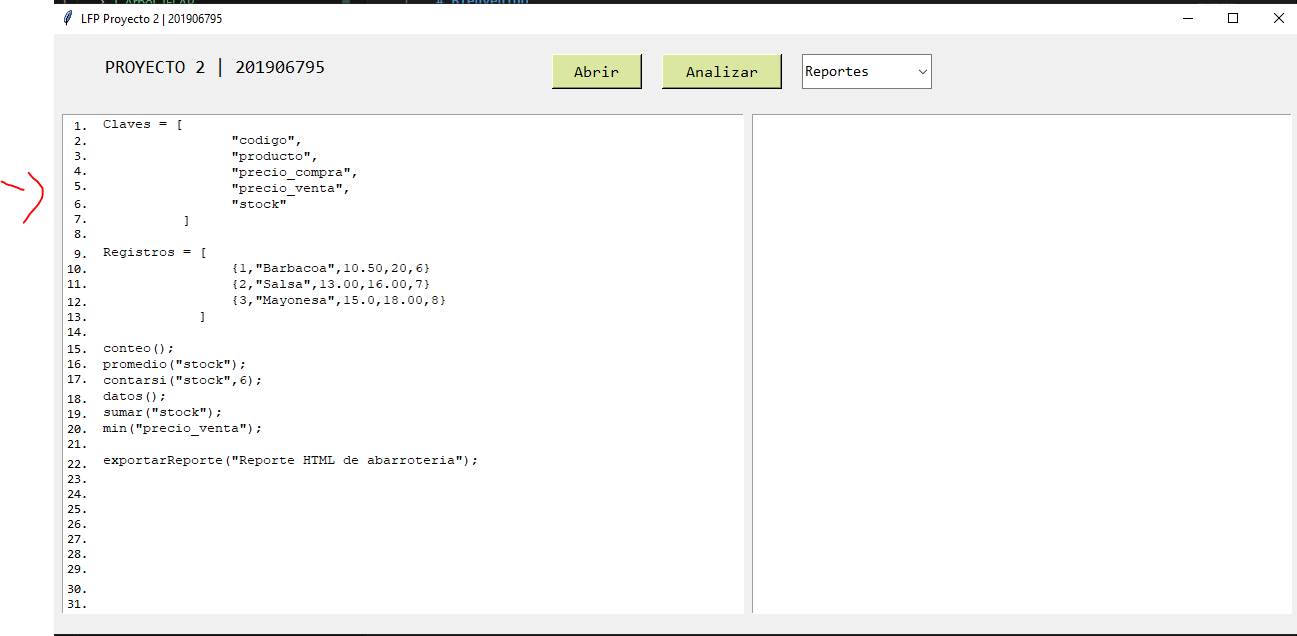 LFP Proyecto 2 | 201906795
PROYECTO 2 | 201906795
Abrir
Analizar
Reportes
1. Claves = [
2. "codigo",
3. "producto",
4. "precio_compra",
5. "precio_venta",
6. "stock"
7. ]
8.
9. Registros = [
10. {1,"Barbacoa",10.50,20,6}
11. {2,"Salsa",13.00,16.00,7}
12. {3,"Mayonesa",15.0,18.00,8}
13. ]
14.
15. conteo();
16. promedio("stock");
17. contarsi("stock",6);
18. datos();
19. sumar("stock");
20. min("precio_venta");
21.
22. exportarReporte("Reporte HTML de abarroteria");
23.
24.
25.
26.
27.
28.
29.
30.
31.